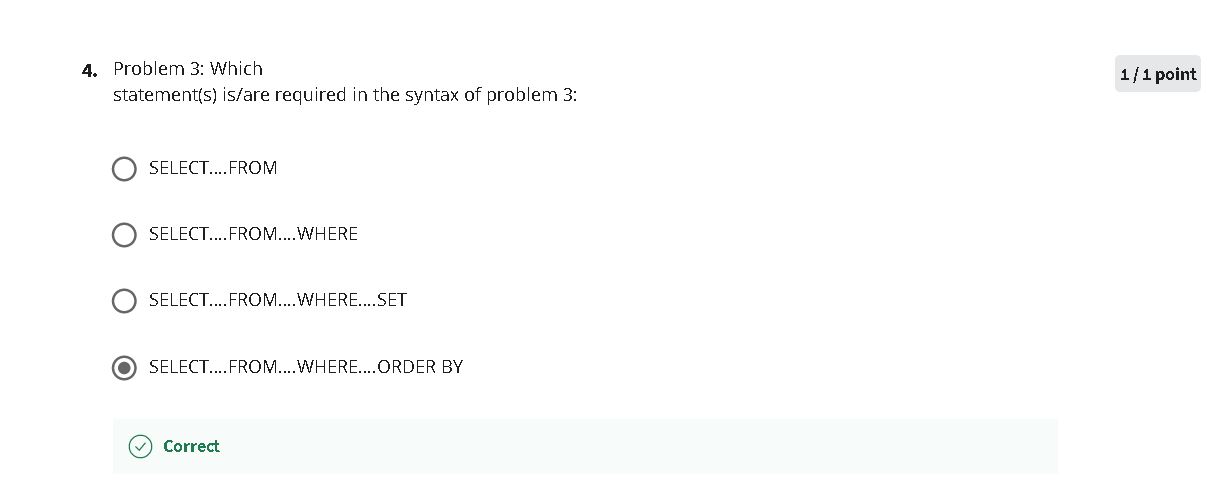 4. Problem 3: Which
1 / 1 point
statement(s) is/are required in the syntax of problem 3:
SELECT....FROM
SELECT....FROM....WHERE
SELECT....FROM....WHERE....SET
SELECT....FROM....WHERE....ORDER BY
Correct